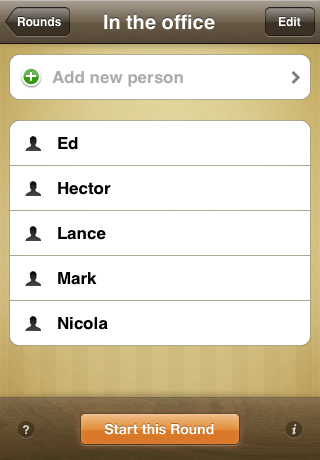 Rounds
In the office
Edit
Add new person
Ed
Hector
Lance
Mark
Nicola
?
Start this Round
i